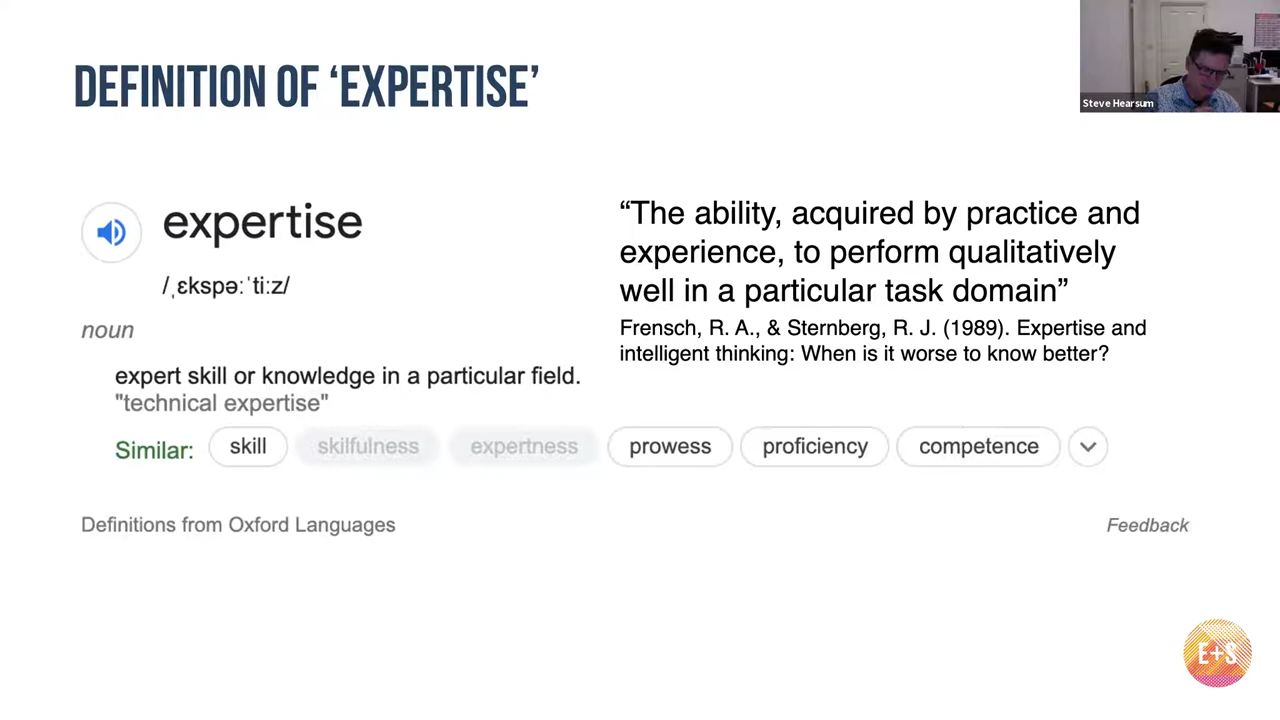 DEFINITION OF ‘EXPERTISE’
Steve Hearsum
expertise
/ˌɛkspəːˈtiːz/
noun
expert skill or knowledge in a particular field.
"technical expertise"
Similar: skill skilfulness expertness prowess proficiency competence
Definitions from Oxford Languages
Feedback
“The ability, acquired by practice and
experience, to perform qualitatively
well in a particular task domain”
Frensch, R. A., & Sternberg, R. J. (1989). Expertise and
intelligent thinking: When is it worse to know better?
E+S